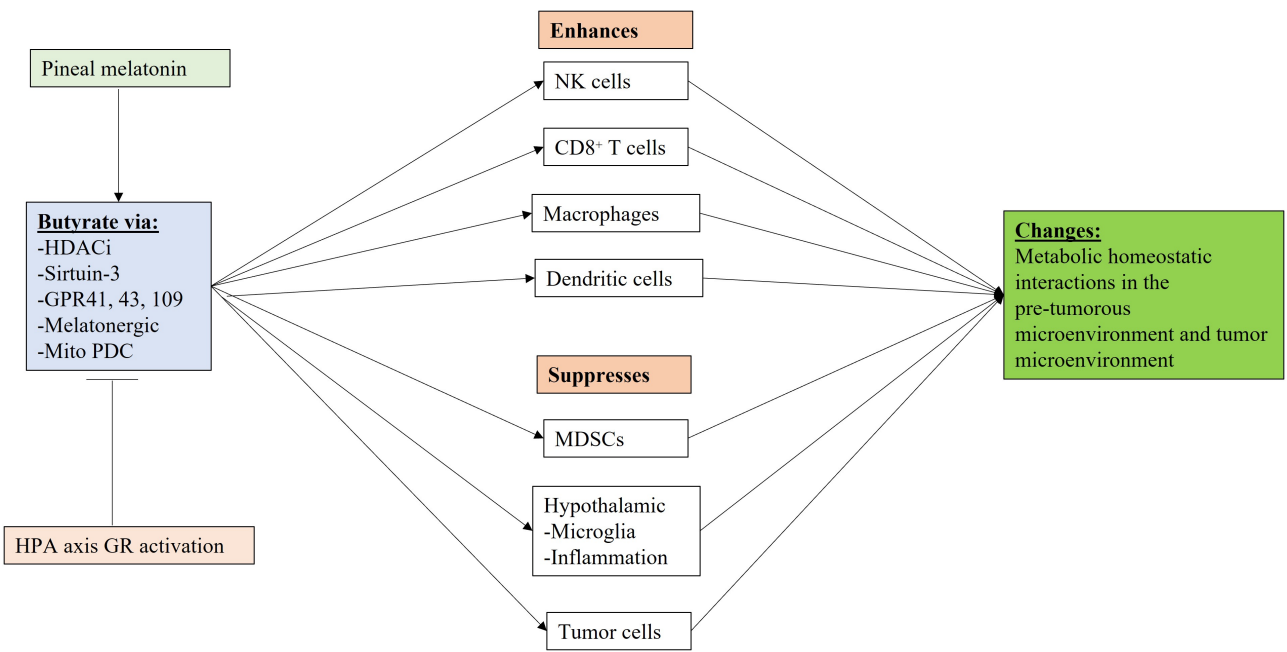 Pineal melatonin
Butyrate via:
-HDACi
-Sirtuin-3
-GPR41, 43, 109
-Melatonergic
-Mito PDC
HPA axis GR activation
Enhances
NK cells
CD8⁺ T cells
Macrophages
Dendritic cells
Suppresses
MDSCs
Hypothalamic
-Microglia
-Inflammation
Tumor cells
Changes:
Metabolic homeostatic
interactions in the
pre-tumorous
microenvironment and tumor
microenvironment